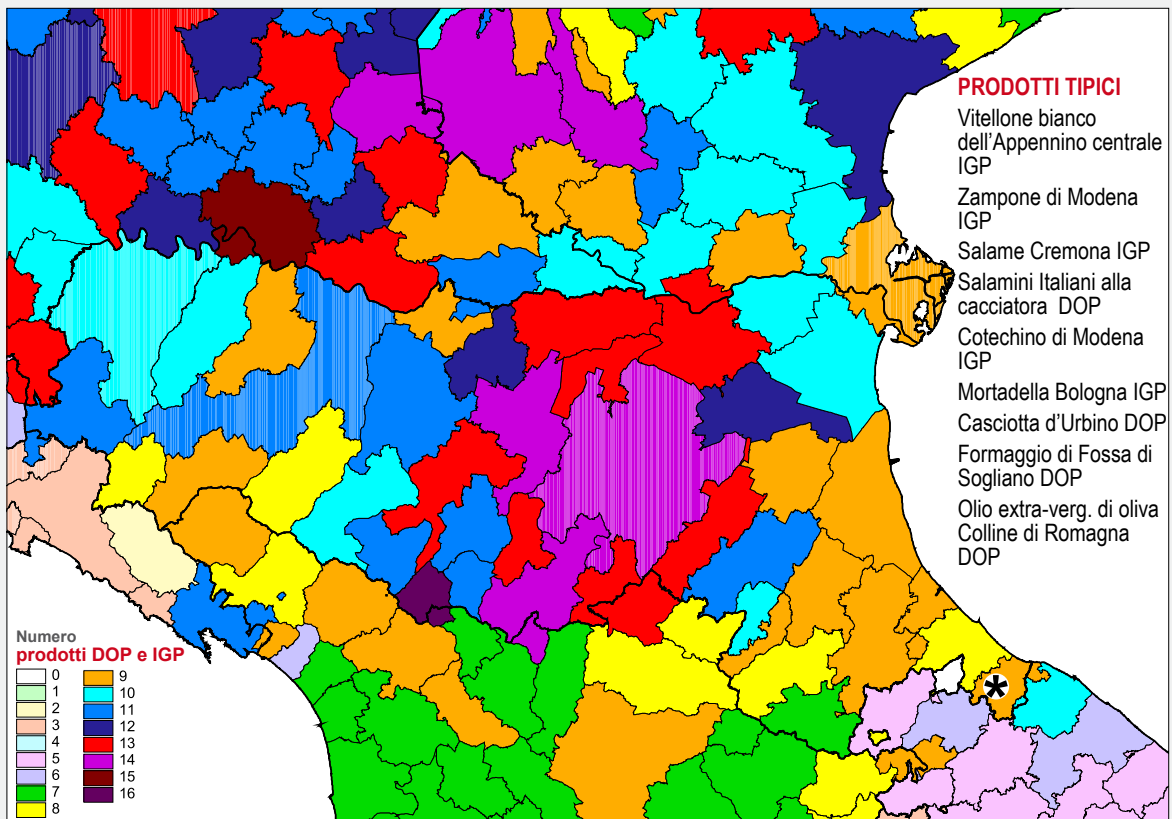 PRODOTTI TIPICI
Vitellone bianco
dell'Appennino centrale
IGP
Zampone di Modena
IGP
Salame Cremona IGP
Salamini Italiani alla
cacciatora DOP
Cotechino di Modena
IGP
Mortadella Bologna IGP
Casciotta d'Urbino DOP
Formaggio di Fossa di
Sogliano DOP
Olio extra-verg. di oliva
Colline di Romagna
DOP
*
Numero
prodotti DOP e IGP
0
1
2
3
4
5
6
7
8
9
10
11
12
13
14
15
16